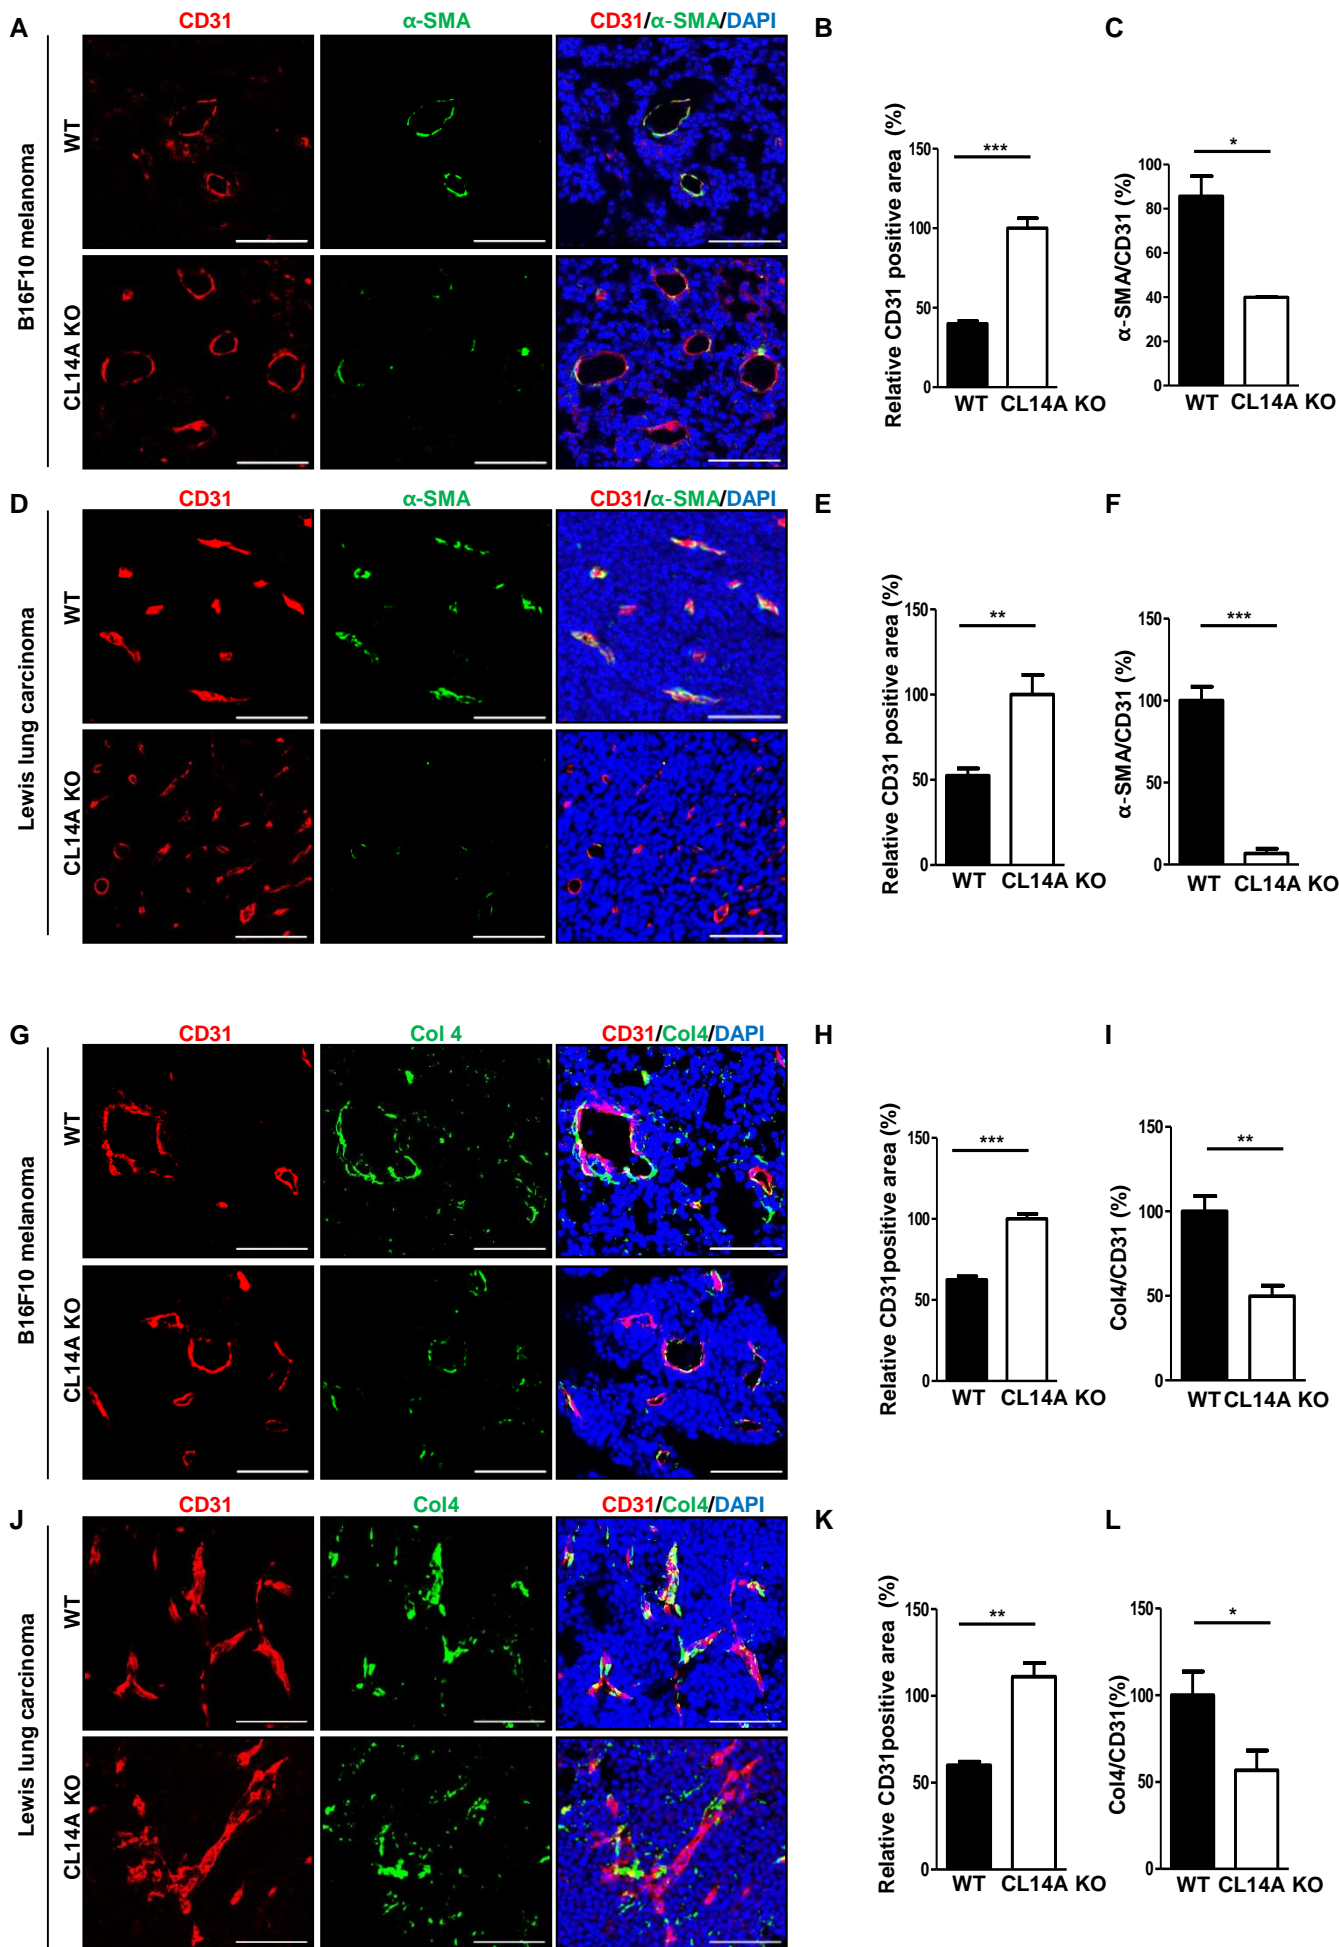 A
CD31
α-SMA
CD31/α-SMA/DAPI
B16F10 melanoma
WT
CL14A KO
B
Relative CD31 positive area (%)
150
100
50
0
***
WT CL14A KO
C
α-SMA/CD31 (%)
100
80
60
40
20
0
*
WT CL14A KO
D
CD31
α-SMA
CD31/α-SMA/DAPI
Lewis lung carcinoma
WT
CL14A KO
E
Relative CD31 positive area (%)
150
100
50
0
**
WT CL14A KO
F
α-SMA/CD31 (%)
150
100
50
0
***
WT CL14A KO
G
CD31
Col 4
CD31/Col4/DAPI
B16F10 melanoma
WT
CL14A KO
H
Relative CD31positive area (%)
150
100
50
0
***
WT CL14A KO
I
Col4/CD31 (%)
150
100
50
0
**
WT CL14A KO
J
CD31
Col4
CD31/Col4/DAPI
Lewis lung carcinoma
WT
CL14A KO
K
Relative CD31positive area (%)
150
100
50
0
**
WT CL14A KO
L
Col4/CD31(%)
150
100
50
0
*
WT CL14A KO